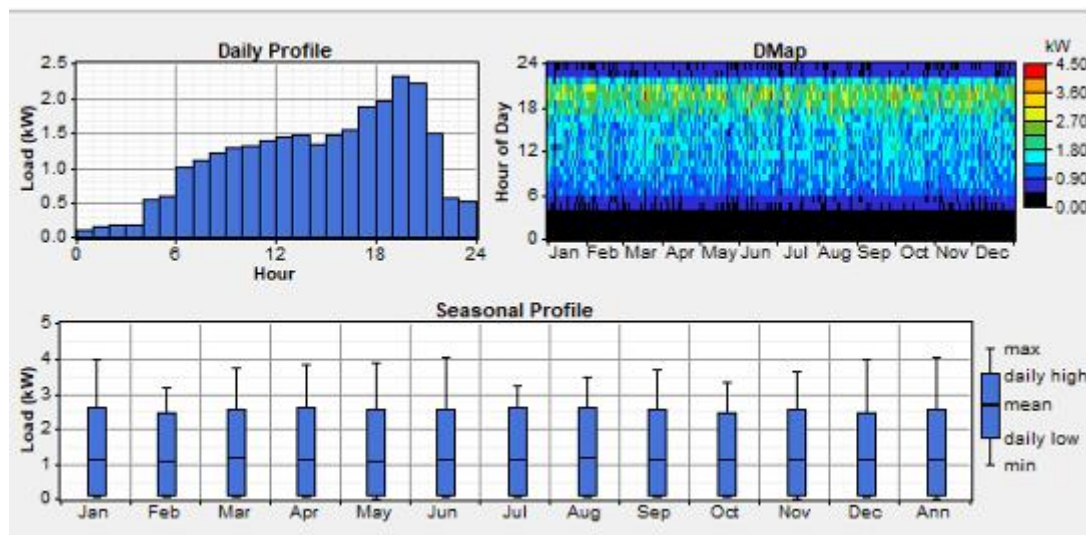 Daily Profile
2.5
2.0
1.5
1.0
0.5
0.0
Load (kW)
0 6 12 18 24
Hour
DMap
24
18
12
6
0
Hour of Day
Jan Feb Mar Apr May Jun Jul Aug Sep Oct Nov Dec
kW
4.50
3.60
2.70
1.80
0.90
0.00
Seasonal Profile
5
4
3
2
1
0
Load (kW)
Jan Feb Mar Apr May Jun Jul Aug Sep Oct Nov Dec Ann
max
daily high
mean
daily low
min